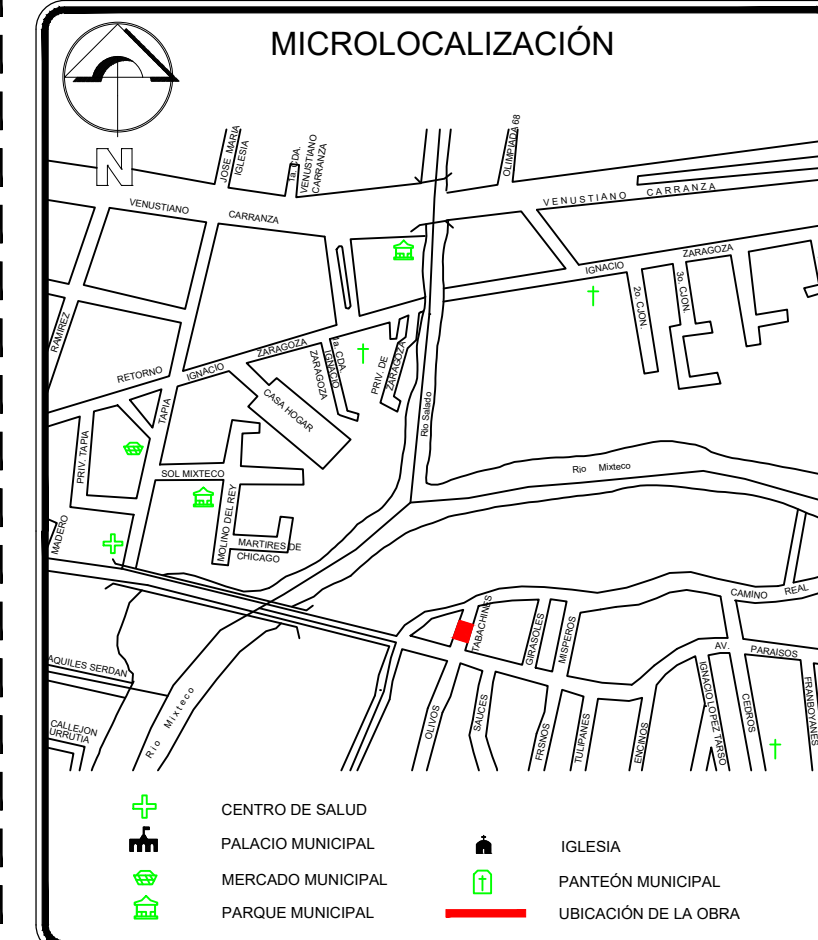 MICROLOCALIZACIÓN
N
JOSE MARIA
IGLESIA
1a. CDA.
VENUSTIANO
CARRANZA
OLIMPIADA 68
VENUSTIANO
CARRANZA
VENUSTIANO CARRANZA
RAMIREZ
RETORNO
IGNACIO
ZARAGOZA
1a. CDA.
IGNACIO
ZARAGOZA
PRIV. DE
ZARAGOZA
IGNACIO
ZARAGOZA
2o. CJON.
3o. CJON.
CASA HOGAR
TAPIA
PRIV. TAPIA
SOL MIXTECO
MOLINO DEL REY
MARTIRES DE
CHICAGO
MADERO
Rio Salado
Rio Mixteco
CAMINO REAL
TABACHINES
GIRASOLES
MISPEROS
AV. PARAISOS
AQUILES SERDAN
CALLEJON
URRUTIA
Rio Mixteco
OLIVOS
SAUCES
FRSNOS
TULIPANES
ENCINOS
IGNACIO LOPEZ TARSO
CEDROS
FRANBOYANES
CENTRO DE SALUD
PALACIO MUNICIPAL
MERCADO MUNICIPAL
PARQUE MUNICIPAL
IGLESIA
PANTEÓN MUNICIPAL
UBICACIÓN DE LA OBRA